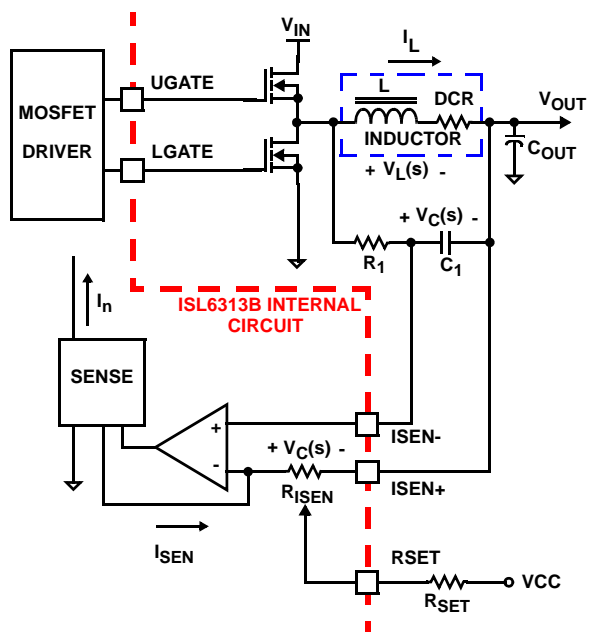 VIN
IL
UGATE
L
DCR
VOUT
MOSFET
DRIVER
INDUCTOR
COUT
LGATE
+ VL(s) -
+ VC(s) -
R1
C1
In
ISL6313B INTERNAL
CIRCUIT
SENSE
+
ISEN-
+ VC(s) -
-
RISEN
ISEN+
ISEN
RSET
RSET
VCC